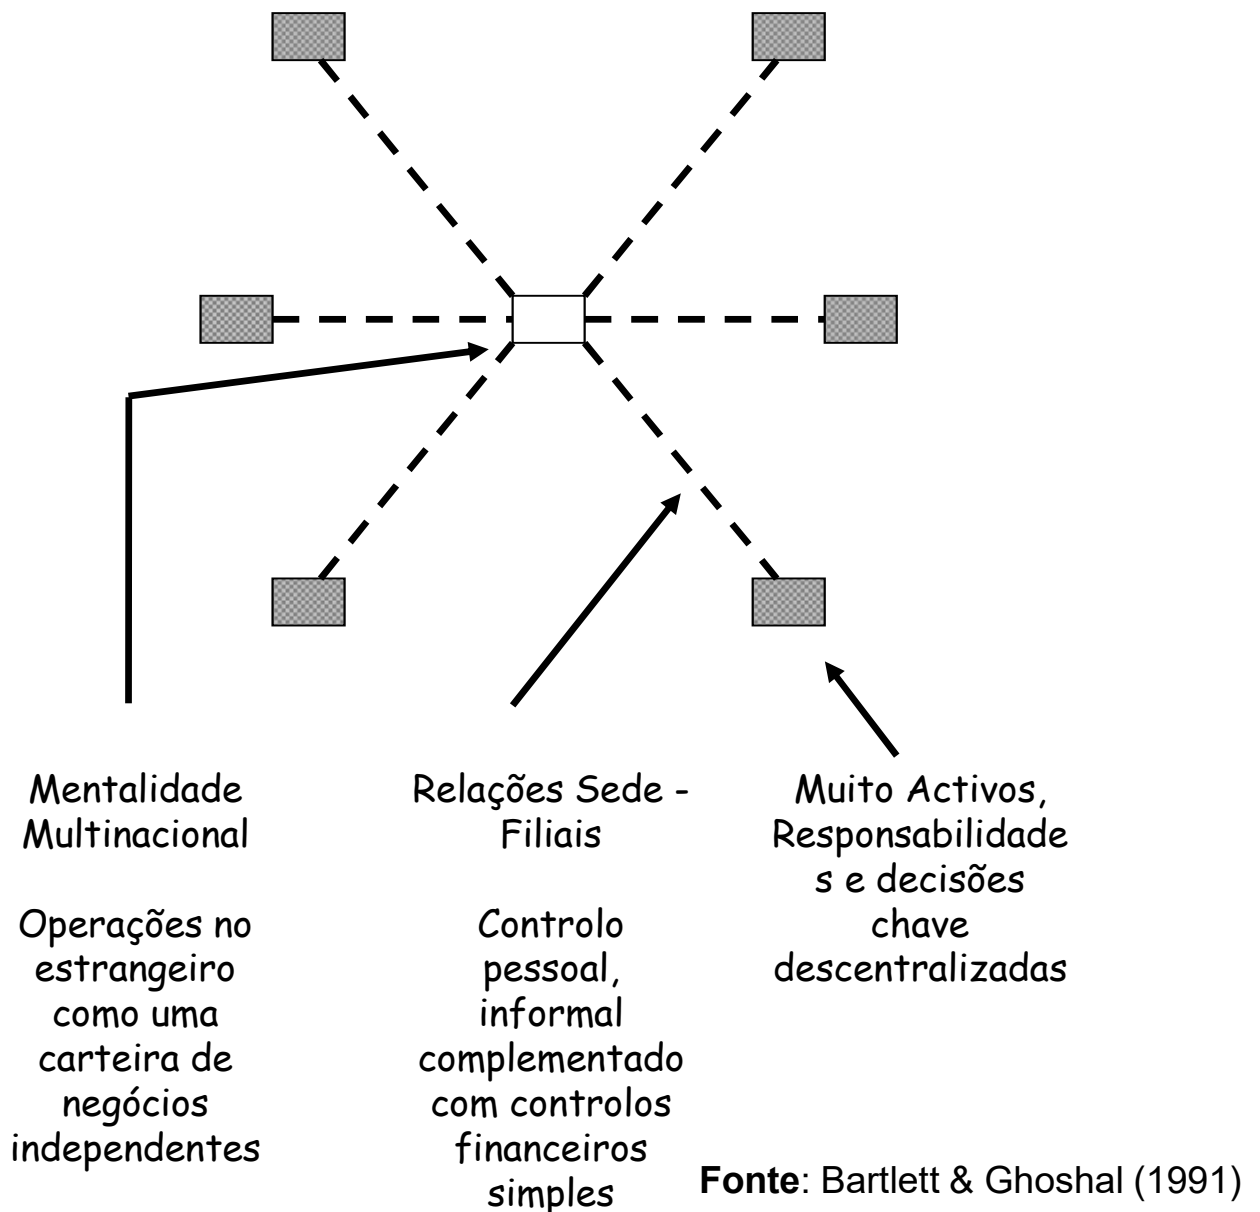 Mentalidade
Multinacional
Operações no
estrangeiro
como uma
carteira de
negócios
independentes
Relações Sede -
Filiais
Controlo
pessoal,
informal
complementado
com controlos
financeiros
simples
Muito Activos,
Responsabilidade
s e decisões
chave
descentralizadas
Fonte: Bartlett & Ghoshal (1991)